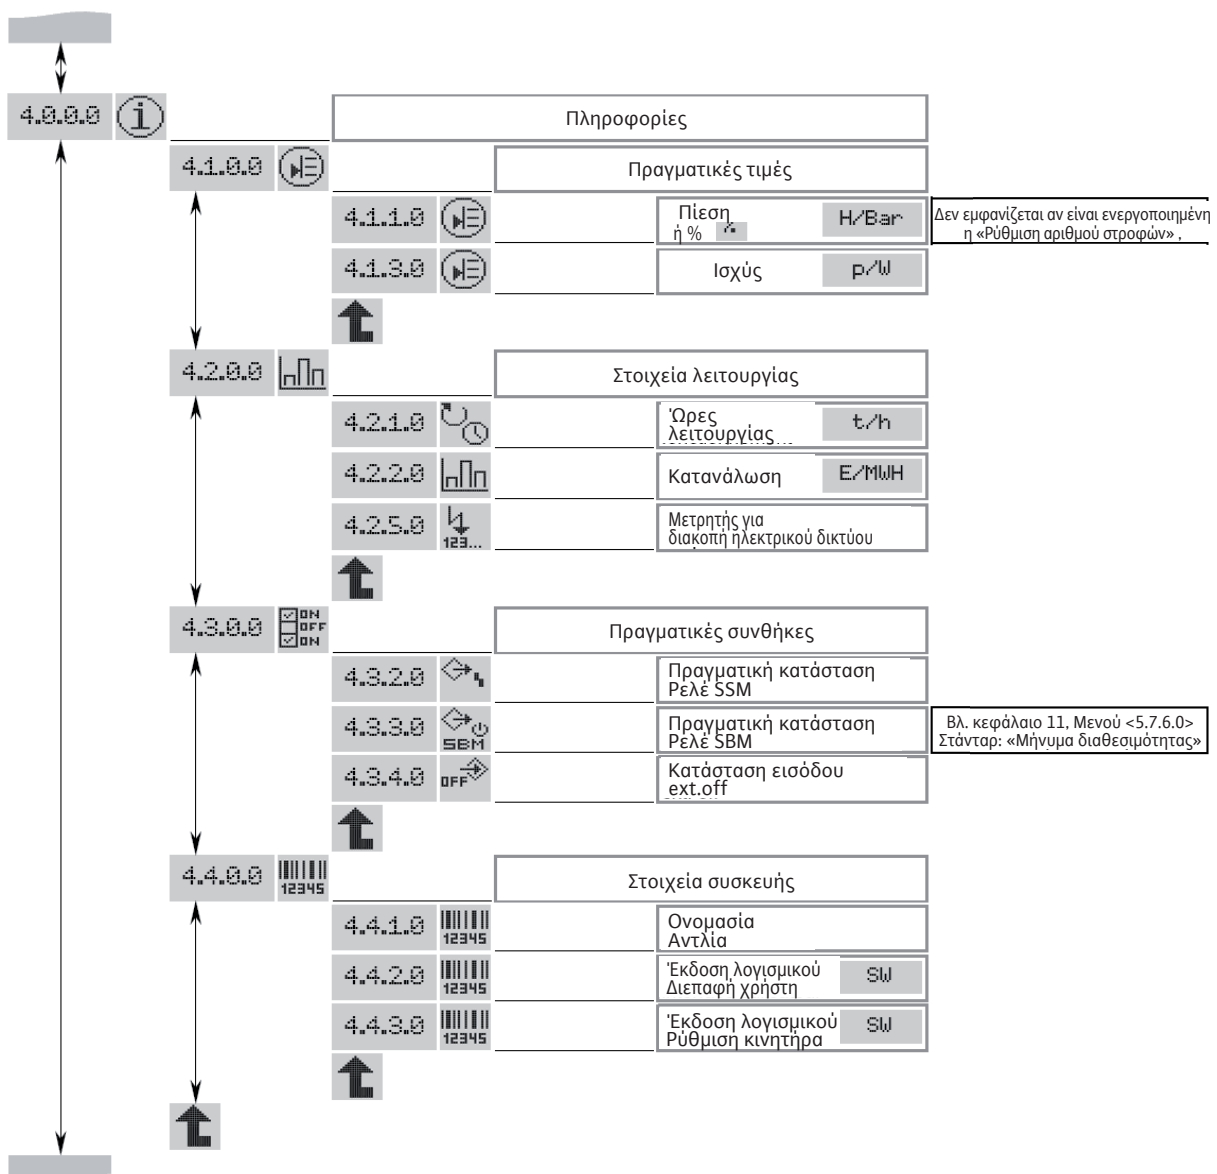 4.0.0.0
Πληροφορίες
4.1.0.0
Πραγματικές τιμές
4.1.1.0
Πίεση
ή %
%
H/Bar
Δεν εμφανίζεται αν είναι ενεργοποιημένη
η «Ρύθμιση αριθμού στροφών» ,
4.1.3.0
Ισχύς
p/W
4.2.0.0
Στοιχεία λειτουργίας
4.2.1.0
Ώρες
λειτουργίας
t/h
4.2.2.0
Κατανάλωση
E/MWH
4.2.5.0
123...
Μετρητής για
διακοπή ηλεκτρικού δικτύου
4.3.0.0
ON
OFF
ON
Πραγματικές συνθήκες
4.3.2.0
Πραγματική κατάσταση
Ρελέ SSM
4.3.3.0
SBM
Πραγματική κατάσταση
Ρελέ SBM
Βλ. κεφάλαιο 11, Μενού <5.7.6.0>
Στάνταρ: «Μήνυμα διαθεσιμότητας»
4.3.4.0
OFF
Κατάσταση εισόδου
ext.off
4.4.0.0
12345
Στοιχεία συσκευής
4.4.1.0
12345
Ονομασία
Αντλία
4.4.2.0
12345
Έκδοση λογισμικού
Διεπαφή χρήστη
SW
4.4.3.0
12345
Έκδοση λογισμικού
Ρύθμιση κινητήρα
SW